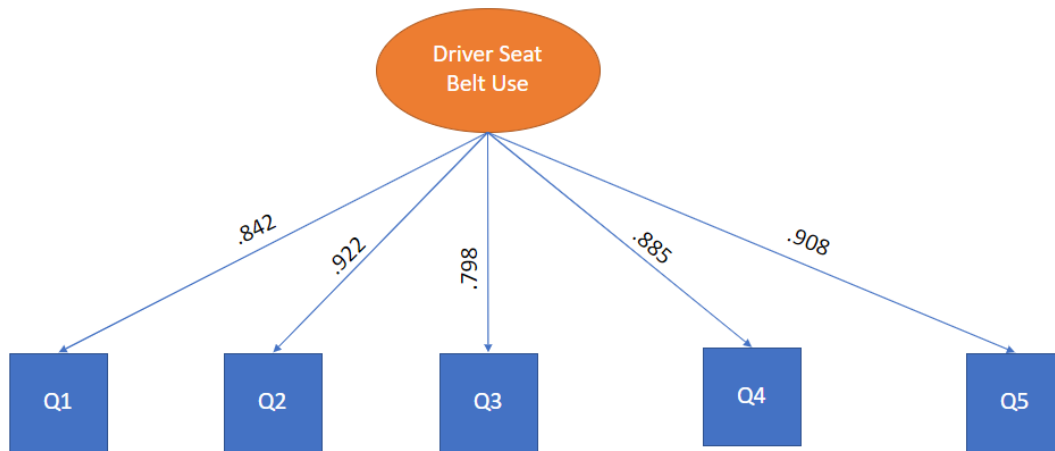 Driver Seat
Belt Use
.842
.922
.798
.885
.908
Q1
Q2
Q3
Q4
Q5